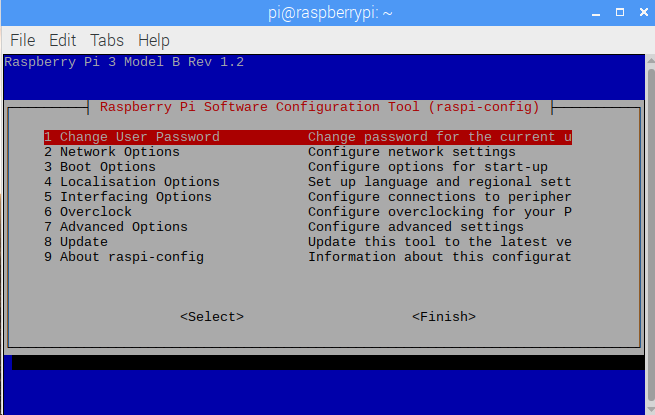 pi@raspberrypi: ~
File Edit Tabs Help
Raspberry Pi 3 Model B Rev 1.2
Raspberry Pi Software Configuration Tool (raspi-config)
1 Change User Password Change password for the current u
2 Network Options Configure network settings
3 Boot Options Configure options for start-up
4 Localisation Options Set up language and regional sett
5 Interfacing Options Configure connections to peripher
6 Overclock Configure overclocking for your P
7 Advanced Options Configure advanced settings
8 Update Update this tool to the latest ve
9 About raspi-config Information about this configurat
<Select> <Finish>